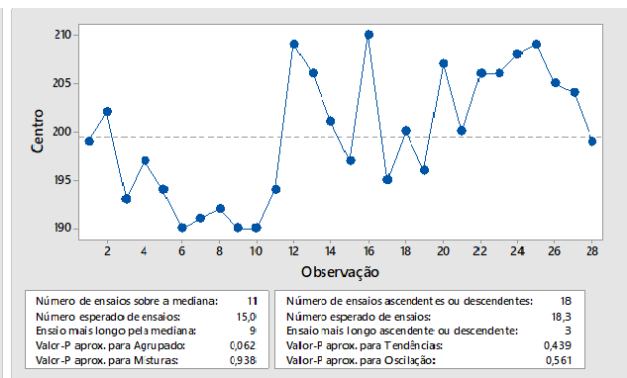 210
205
200
195
190
Centro
2 4 6 8 10 12 14 16 18 20 22 24 26 28
Observação
Número de ensaios sobre a mediana: 11
Número esperado de ensaios: 15,0
Ensaio mais longo pela mediana: 9
Valor-P aprox. para Agrupado: 0,062
Valor-P aprox. para Misturas: 0,938
Número de ensaios ascendentes ou descendentes: 18
Número esperado de ensaios: 18,3
Ensaio mais longo ascendente ou descendente: 3
Valor-P aprox. para Tendências: 0,439
Valor-P aprox. para Oscilação: 0,561